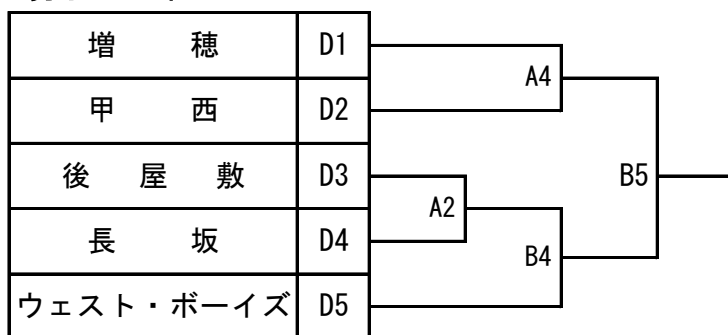 増穂 D1
A4
甲西 D2
後屋敷 D3
B5
A2
長坂 D4
B4
ウェスト・ボーイズ D5